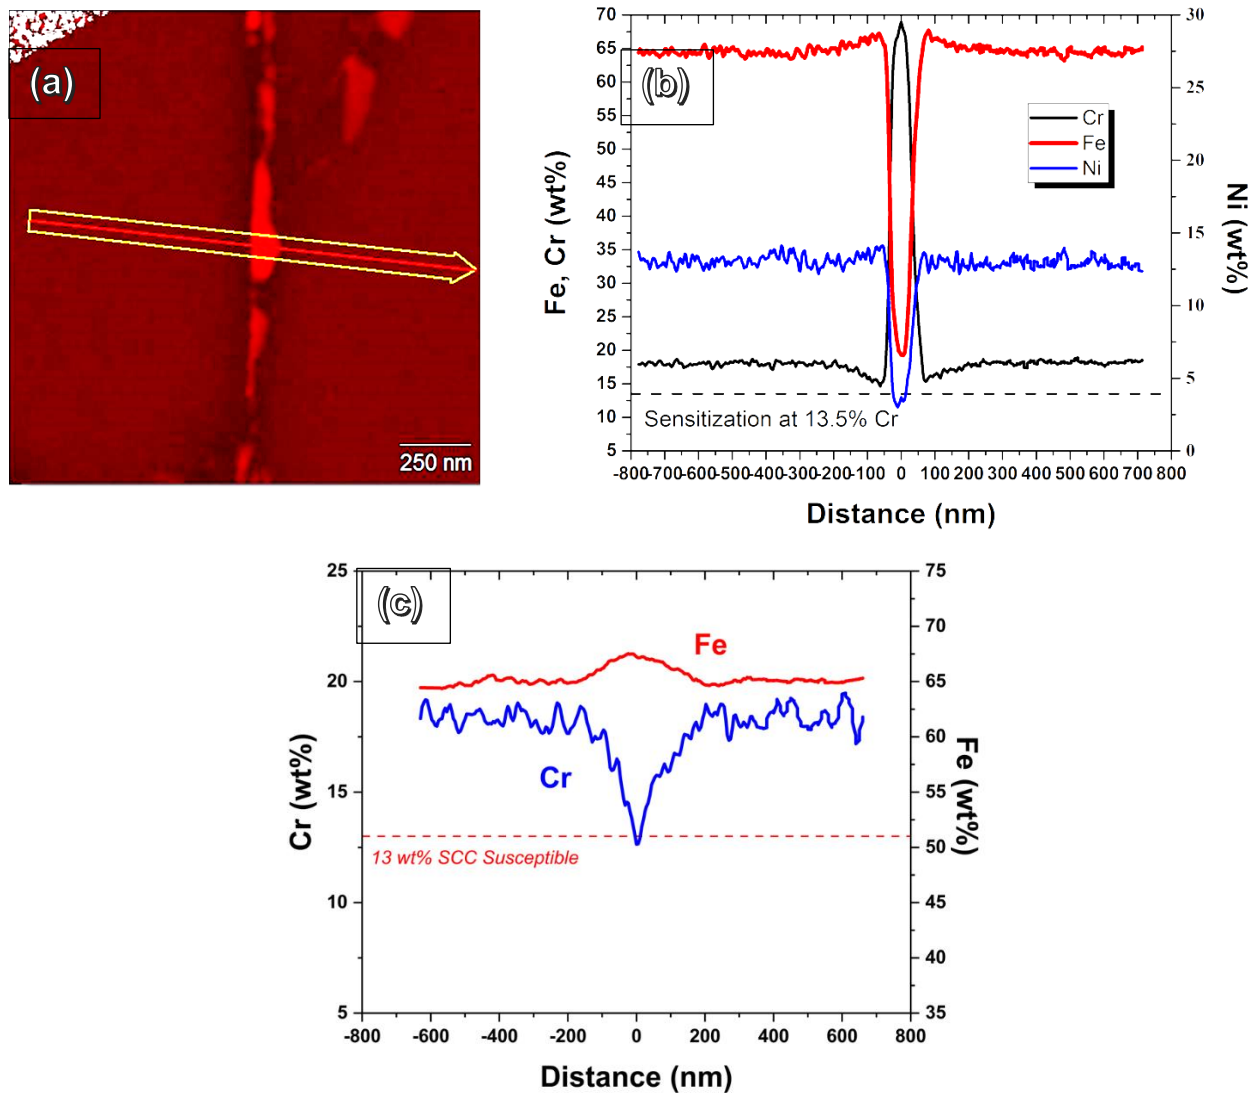 (a)
250 nm
(b)
70
65
55
50
45
40
35
30
25
20
15
10
5
Fe, Cr (wt%)
Cr
Fe
Ni
Sensitization at 13.5% Cr
30
25
20
15
10
5
0
Ni (wt%)
-800-700-600-500-400-300-200-100 0 100 200 300 400 500 600 700 800
Distance (nm)
(c)
25
20
15
10
5
Cr (wt%)
Fe
Cr
13 wt% SCC Susceptible
75
70
65
60
55
50
45
40
35
Fe (wt%)
-800 -600 -400 -200 0 200 400 600 800
Distance (nm)